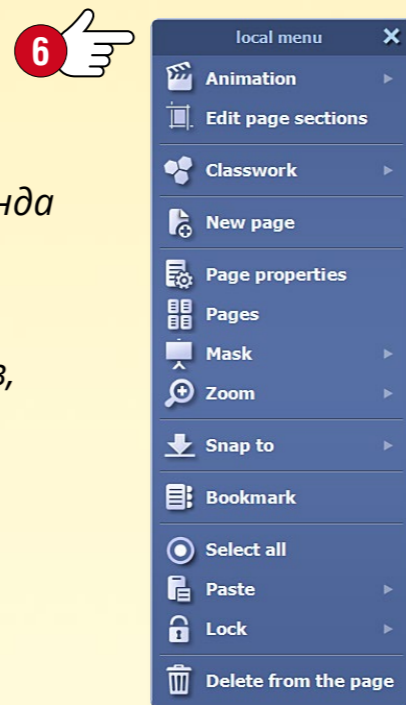 6
local menu
Animation
Edit page sections
нда
Classwork
New page
Page properties
Pages
Mask
в,
Zoom
Snap to
Bookmark
Select all
Paste
Lock
Delete from the page